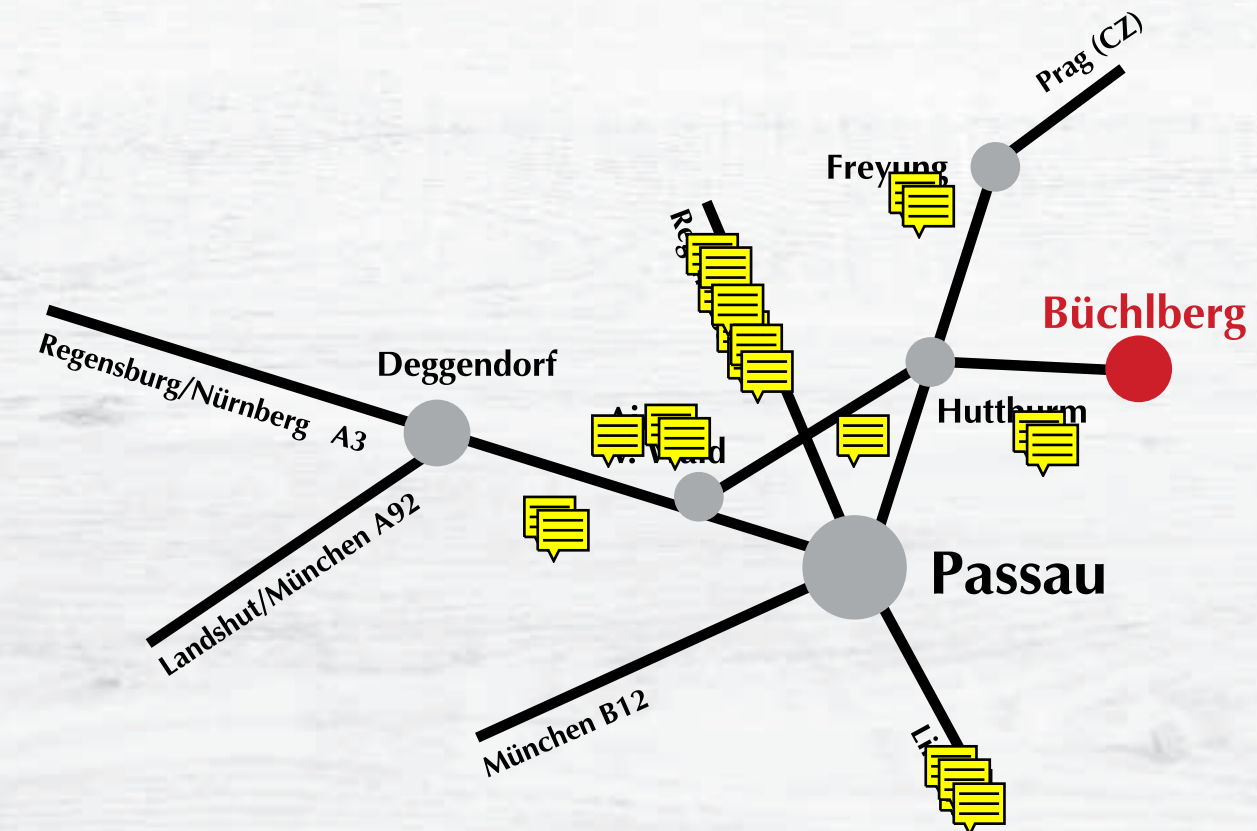 Prag (CZ)
Freyung
Büchlberg
Deggendorf
Regensburg/Nürnberg A3
Hutthurm
Landshut/München A92
Passau
München B12